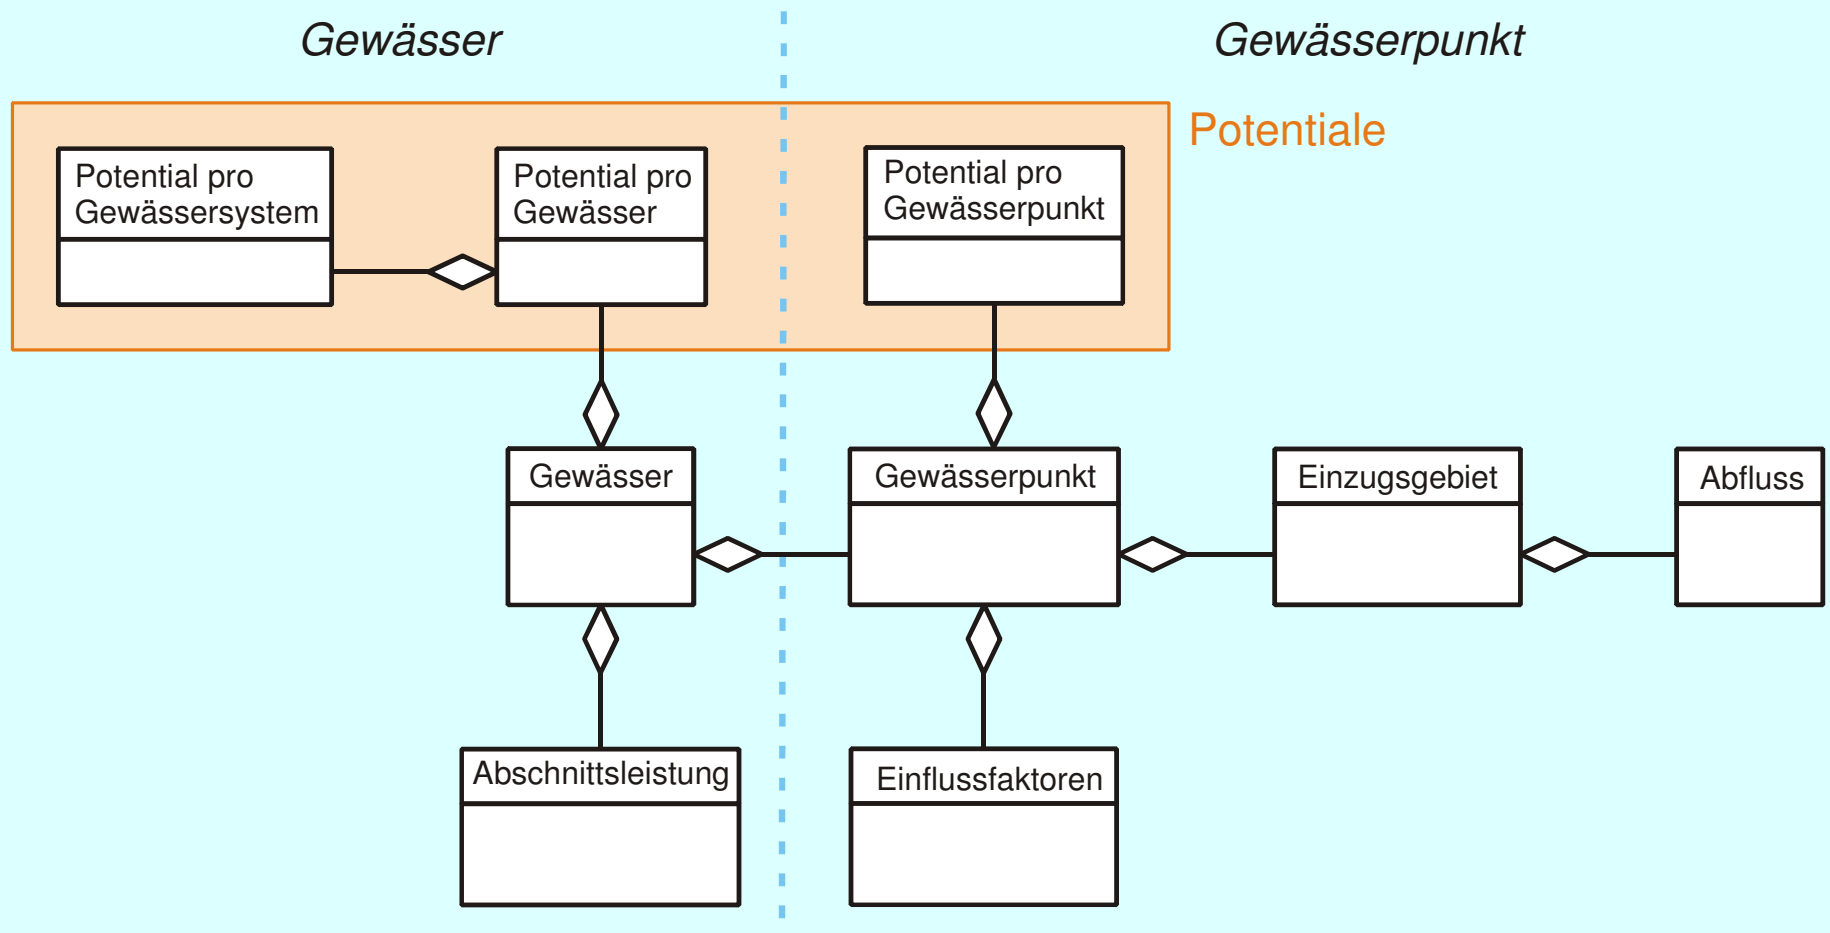 Gewässer
Gewässerpunkt
Potentiale
Potential pro
Gewässersystem
Potential pro
Gewässer
Potential pro
Gewässerpunkt
Gewässer
Gewässerpunkt
Einzugsgebiet
Abfluss
Abschnittsleistung
Einflussfaktoren